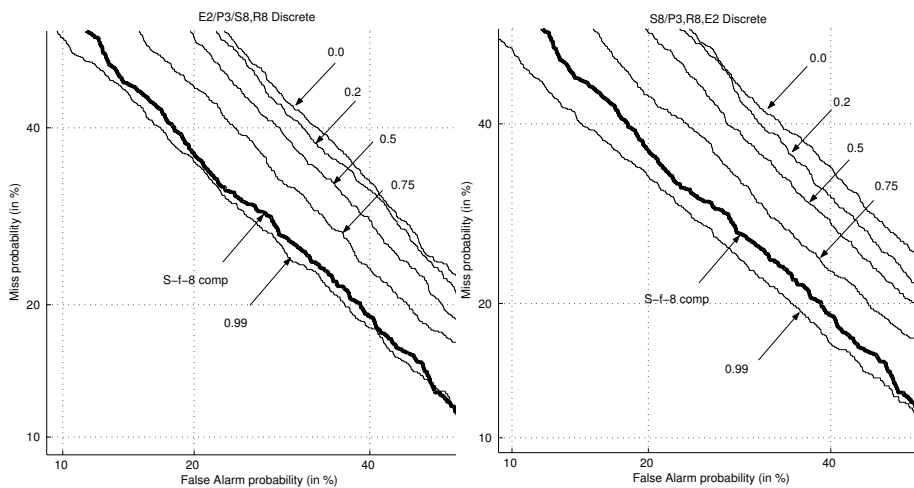 E2/P3/S8,R8 Discrete
0.0
0.2
0.5
0.75
S-f-8 comp
0.99
40
20
10
10
20
40
Miss probability (in %)
False Alarm probability (in %)
S8/P3,R8,E2 Discrete
0.0
0.2
0.5
0.75
S-f-8 comp
0.99
40
20
10
10
20
40
Miss probability (in %)
False Alarm probability (in %)